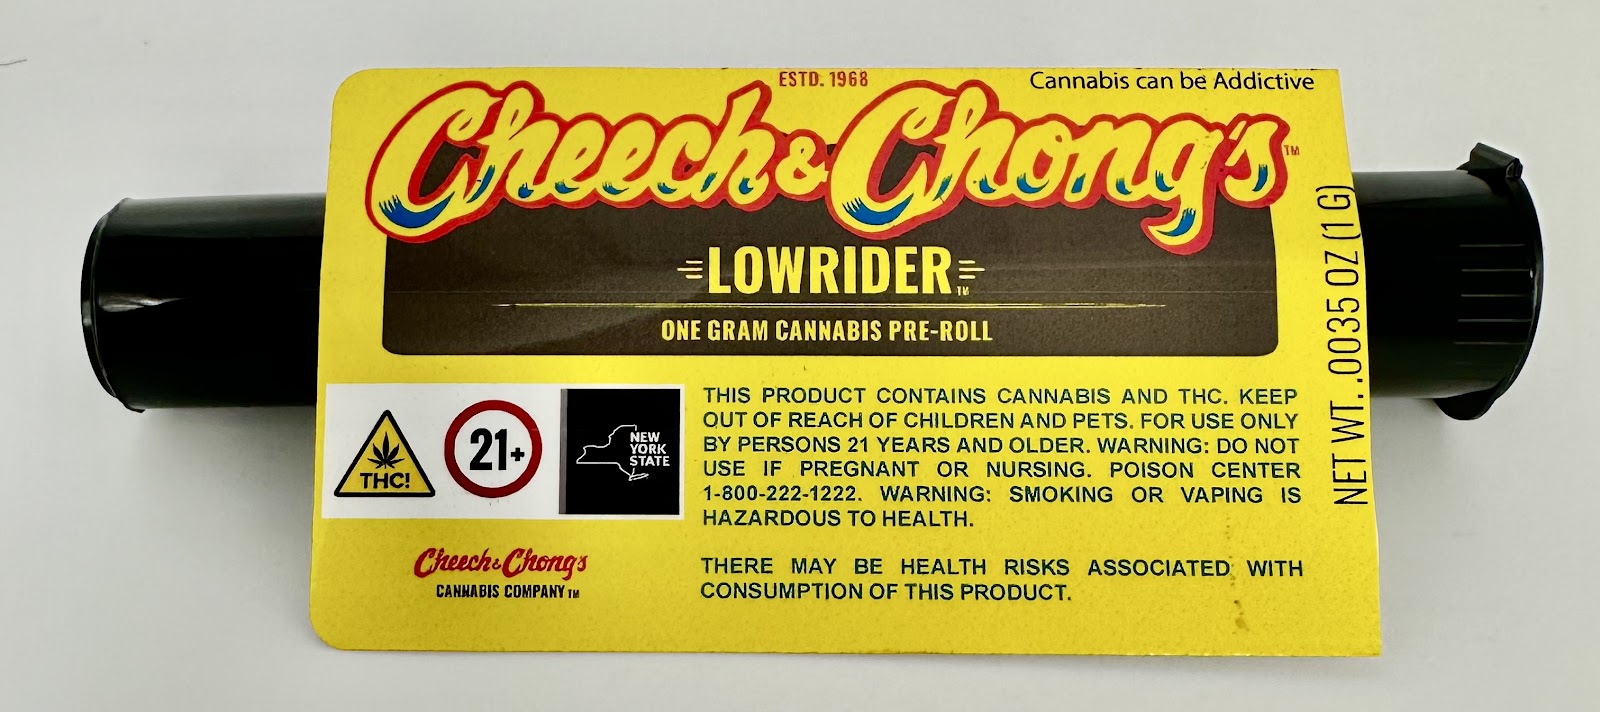 ESTD. 1968
Cannabis can be Addictive
Cheech & Chong's™
LOWRIDER™
ONE GRAM CANNABIS PRE-ROLL
NET WT. .0035 OZ (1 G)
THC!
21+
NEW
YORK
STATE
THIS PRODUCT CONTAINS CANNABIS AND THC. KEEP
OUT OF REACH OF CHILDREN AND PETS. FOR USE ONLY
BY PERSONS 21 YEARS AND OLDER. WARNING: DO NOT
USE IF PREGNANT OR NURSING. POISON CENTER
1-800-222-1222. WARNING: SMOKING OR VAPING IS
HAZARDOUS TO HEALTH.
THERE MAY BE HEALTH RISKS ASSOCIATED WITH
CONSUMPTION OF THIS PRODUCT.
Cheech & Chong's
CANNABIS COMPANY™